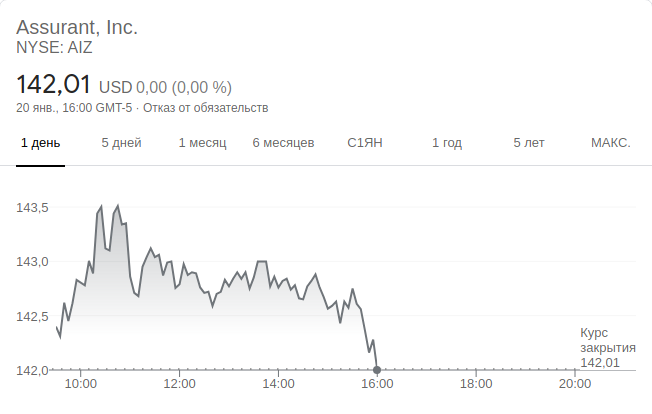 Assurant, Inc.
NYSE: AIZ
142,01 USD 0,00 (0,00 %)
20 янв., 16:00 GMT-5 · Отказ от обязательств
1 день 5 дней 1 месяц 6 месяцев С1ЯН 1 год 5 лет МАКС.
143,5
143,0
142,5
142,0
Курс
закрытия
142,01
10:00 12:00 14:00 16:00 18:00 20:00